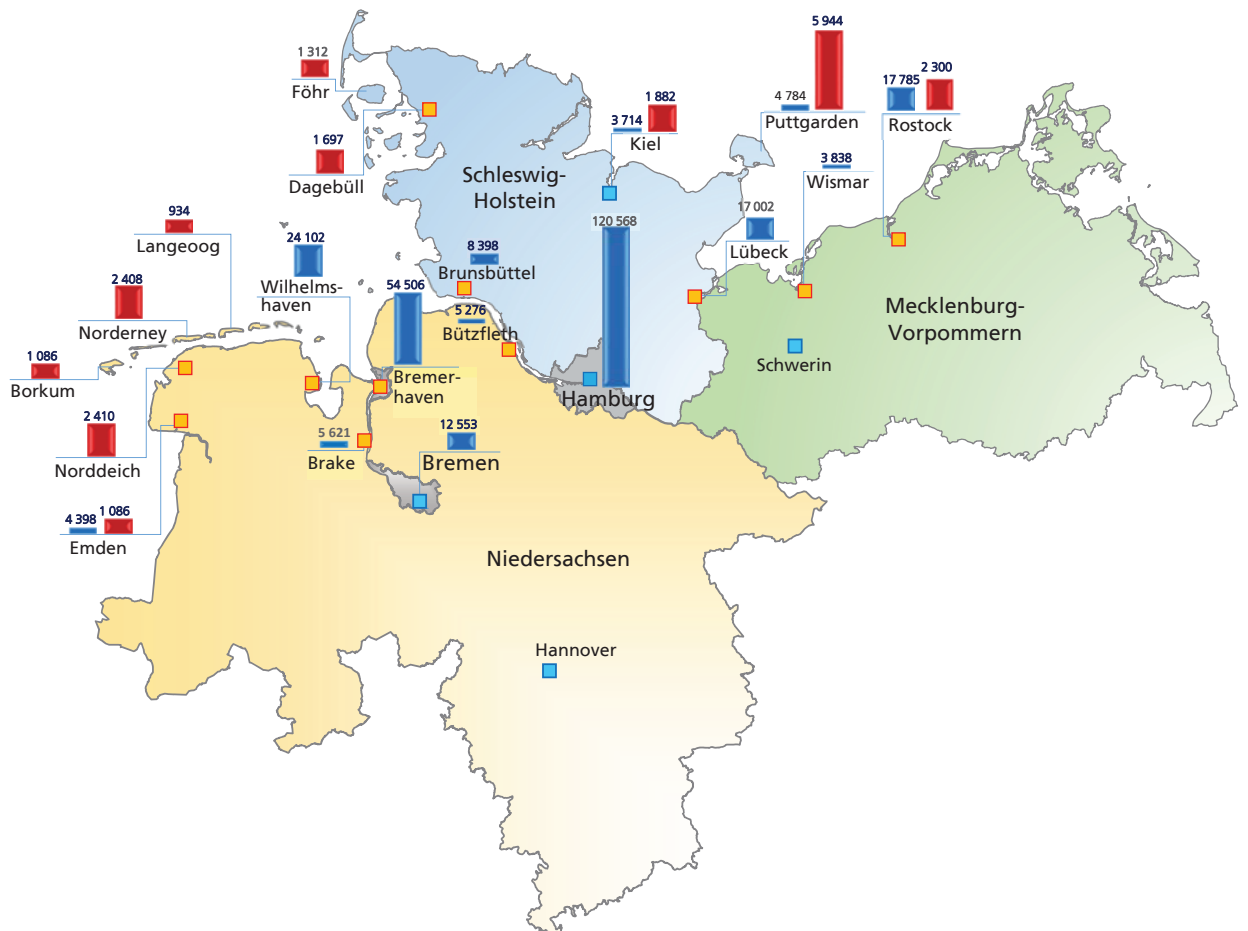 5 944
1 312
Föhr
1 882
3 714
Kiel
4 784
Puttgarden
17 785
2 300
Rostock
1 697
Dagebüll
3 838
Wismar
Schleswig-
Holstein
934
Langeoog
24 102
Wilhelms-
haven
120 568
17 002
Lübeck
8 398
Brunsbüttel
2 408
Norderney
54 506
Bremer-
haven
5 276
Bützfleth
Mecklenburg-
Vorpommern
Schwerin
1 086
Borkum
Hamburg
2 410
Norddeich
5 621
Brake
12 553
Bremen
4 398
1 086
Emden
Niedersachsen
Hannover